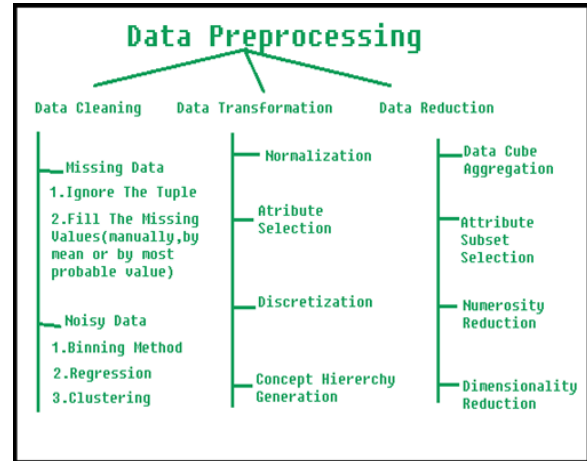 Data Preprocessing
Data Cleaning
Data Transformation
Data Reduction
Missing Data
1.Ignore The Tuple
2.Fill The Missing
Values(manually,by
mean or by most
probable value)
Noisy Data
1.Binning Method
2.Regression
3.Clustering
Normalization
Atribute
Selection
Discretization
Concept Hiererchy
Generation
Data Cube
Aggregation
Attribute
Subset
Selection
Numerosity
Reduction
Dimensionality
Reduction